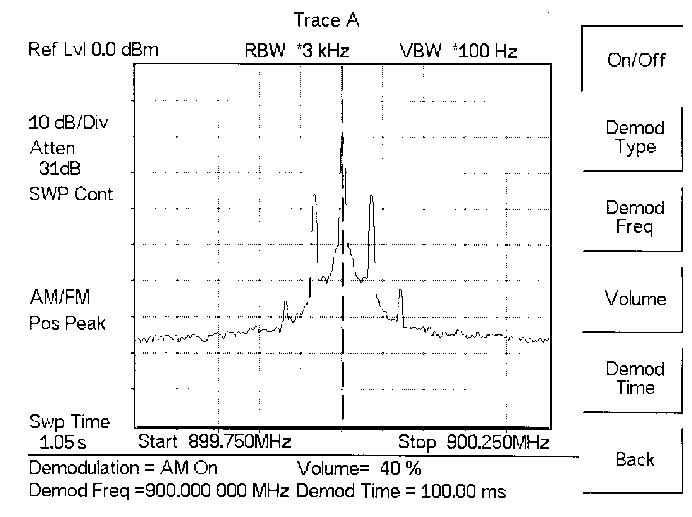 Trace A
Ref Lvl 0.0 dBm RBW *3 kHz VBW *100 Hz
10 dB/Div
Atten
31dB
SWP Cont
AM/FM
Pos Peak
Swp Time
1.05 s
Start 899.750MHz Stop 900.250MHz
Demodulation = AM On Volume= 40 %
Demod Freq =900.000 000 MHz Demod Time = 100.00 ms
On/Off
Demod
Type
Demod
Freq
Volume
Demod
Time
Back